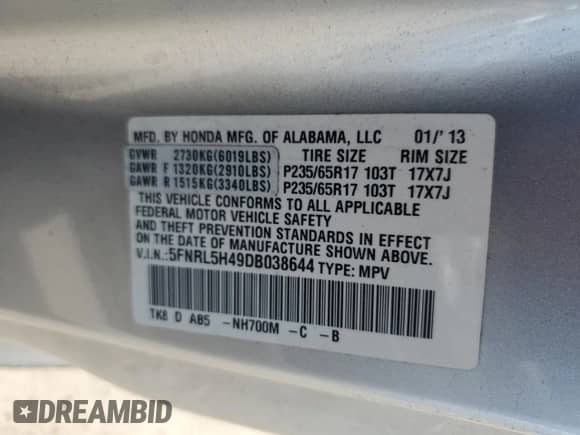 MFD. BY HONDA MFG. OF ALABAMA, LLC 01/'13
GVWR 2730KG(6019LBS) TIRE SIZE RIM SIZE
GAWR F 1320KG(2910LBS) P235/65R17 103T 17X7J
GAWR R 1515KG(3340LBS) P235/65R17 103T 17X7J
THIS VEHICLE CONFORMS TO ALL APPLICABLE
FEDERAL MOTOR VEHICLE SAFETY
AND THEFT PREVENTION STANDARDS IN EFFECT
ON THE DATE OF MANUFACTURE SHOWN ABOVE.
V.I.N.:5FNRL5H49DB038644 TYPE: MPV
TK8 D AB5 -NH700M -C -B
DREAMBID